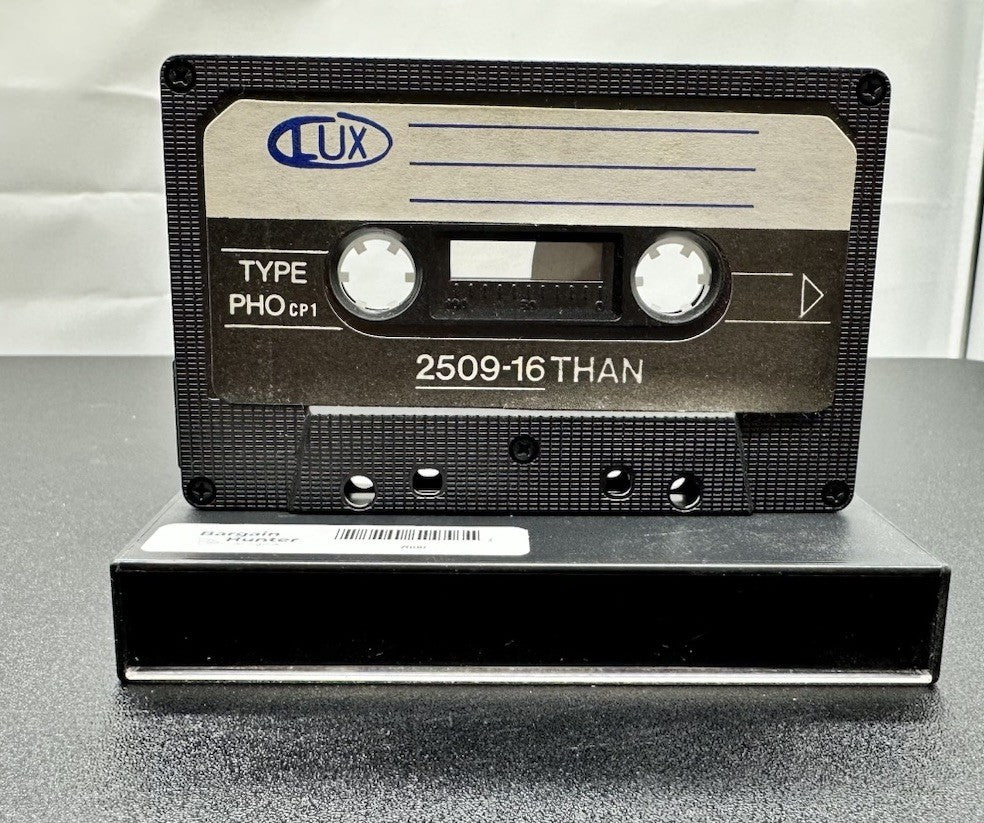 LUX
TYPE
PHO CP1
2509-16 THAN
Bargain
Hunter